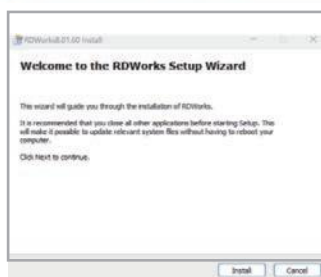 RDWorks8.01.60 Install
Welcome to the RDWorks Setup Wizard
This wizard will guide you through the installation of RDWorks.
It is recommended that you close all other applications before starting Setup. This
will make it possible to update relevant system files without having to reboot your
computer.
Click Next to continue.
Install
Cancel